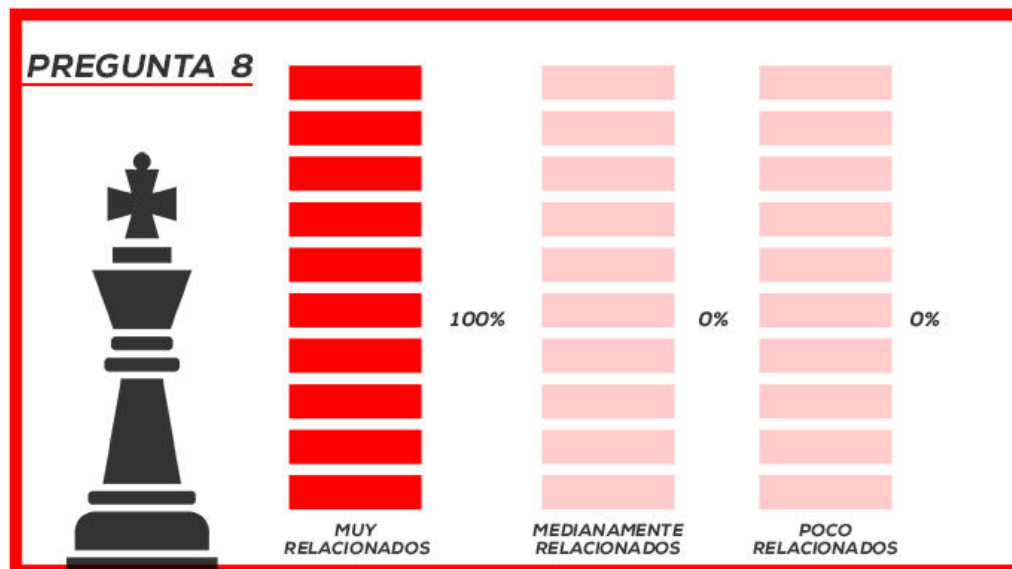 PREGUNTA 8
100%
0%
0%
MUY
RELACIONADOS
MEDIANAMENTE
RELACIONADOS
POCO
RELACIONADOS